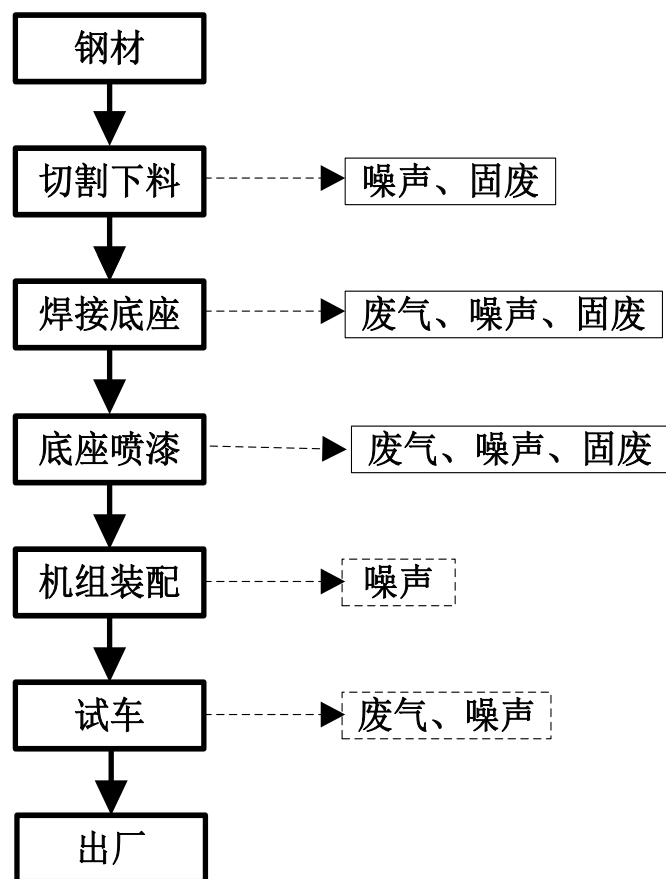 钢材
切割下料
噪声、固废
焊接底座
废气、噪声、固废
底座喷漆
废气、噪声、固废
机组装配
噪声
试车
废气、噪声
出厂